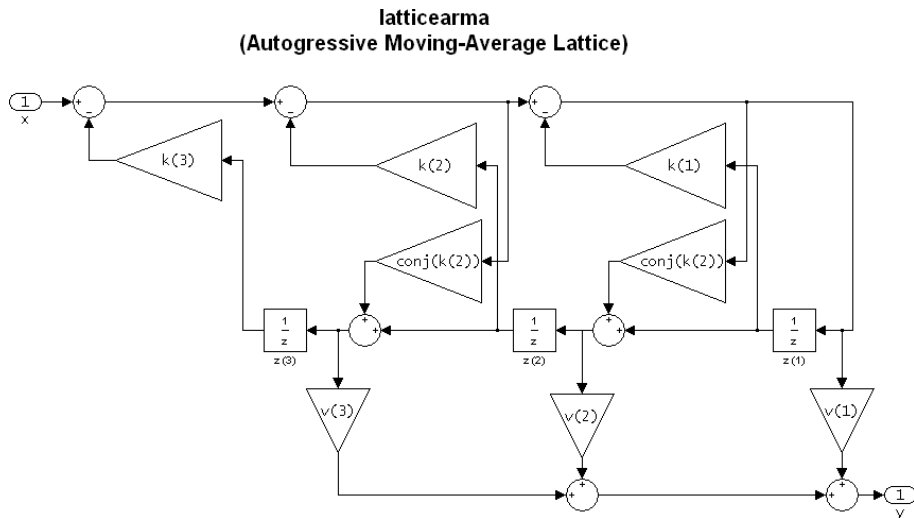 latticearma
(Autogressive Moving-Average Lattice)
1
x
k(3)
k(2)
k(1)
conj(k(2))
conj(k(2))
1
z
z(3)
1
z
z(2)
1
z
z(1)
v(3)
v(2)
v(1)
1
y